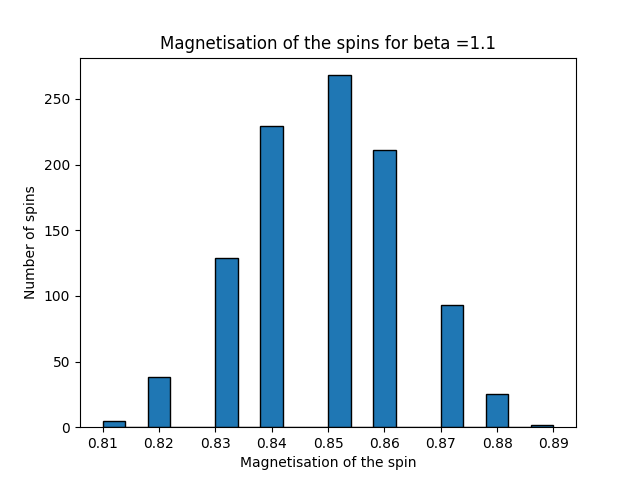 Magnetisation of the spins for beta =1.1
Number of spins
250
200
150
100
50
0
0.81 0.82 0.83 0.84 0.85 0.86 0.87 0.88 0.89
Magnetisation of the spin